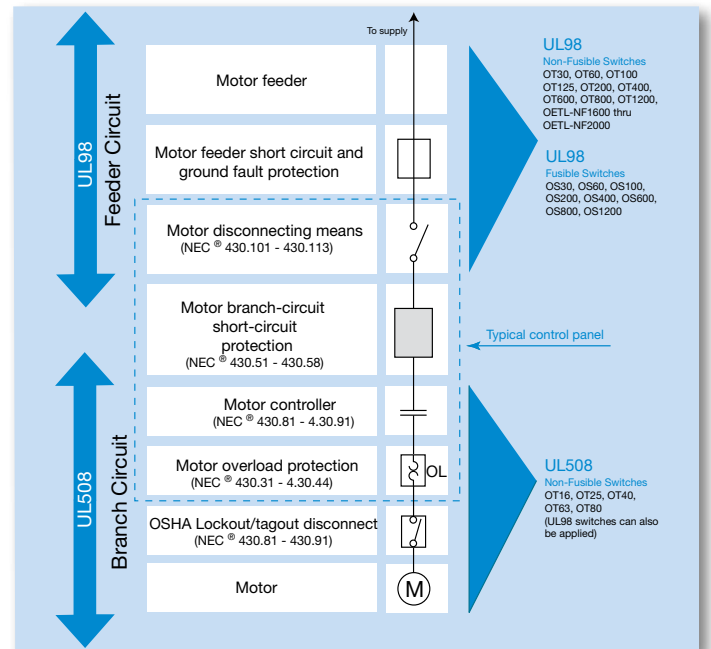 To supply
UL98
Feeder Circuit
UL508
Branch Circuit
Motor feeder
Motor feeder short circuit and
ground fault protection
Motor disconnecting means
(NEC ® 430.101 - 430.113)
Motor branch-circuit
short-circuit
protection
(NEC ® 430.51 - 430.58)
Motor controller
(NEC ® 430.81 - 4.30.91)
Motor overload protection
(NEC ® 430.31 - 4.30.44)
OL
OSHA Lockout/tagout disconnect
(NEC ® 430.81 - 430.91)
Motor
M
UL98
Non-Fusible Switches
OT30, OT60, OT100
OT125, OT200, OT400,
OT600, OT800, OT1200,
OETL-NF1600 thru
OETL-NF2000
UL98
Fusible Switches
OS30, OS60, OS100,
OS200, OS400, OS600,
OS800, OS1200
Typical control panel
UL508
Non-Fusible Switches
OT16, OT25, OT40,
OT63, OT80
(UL98 switches can also
be applied)